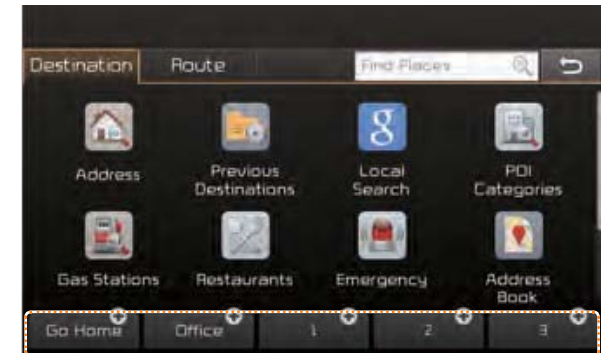 Destination Route Find Places
Address Previous Destinations Local Search POI Categories
Gas Stations Restaurants Emergency Address Book
Go Home Office 1 2 3